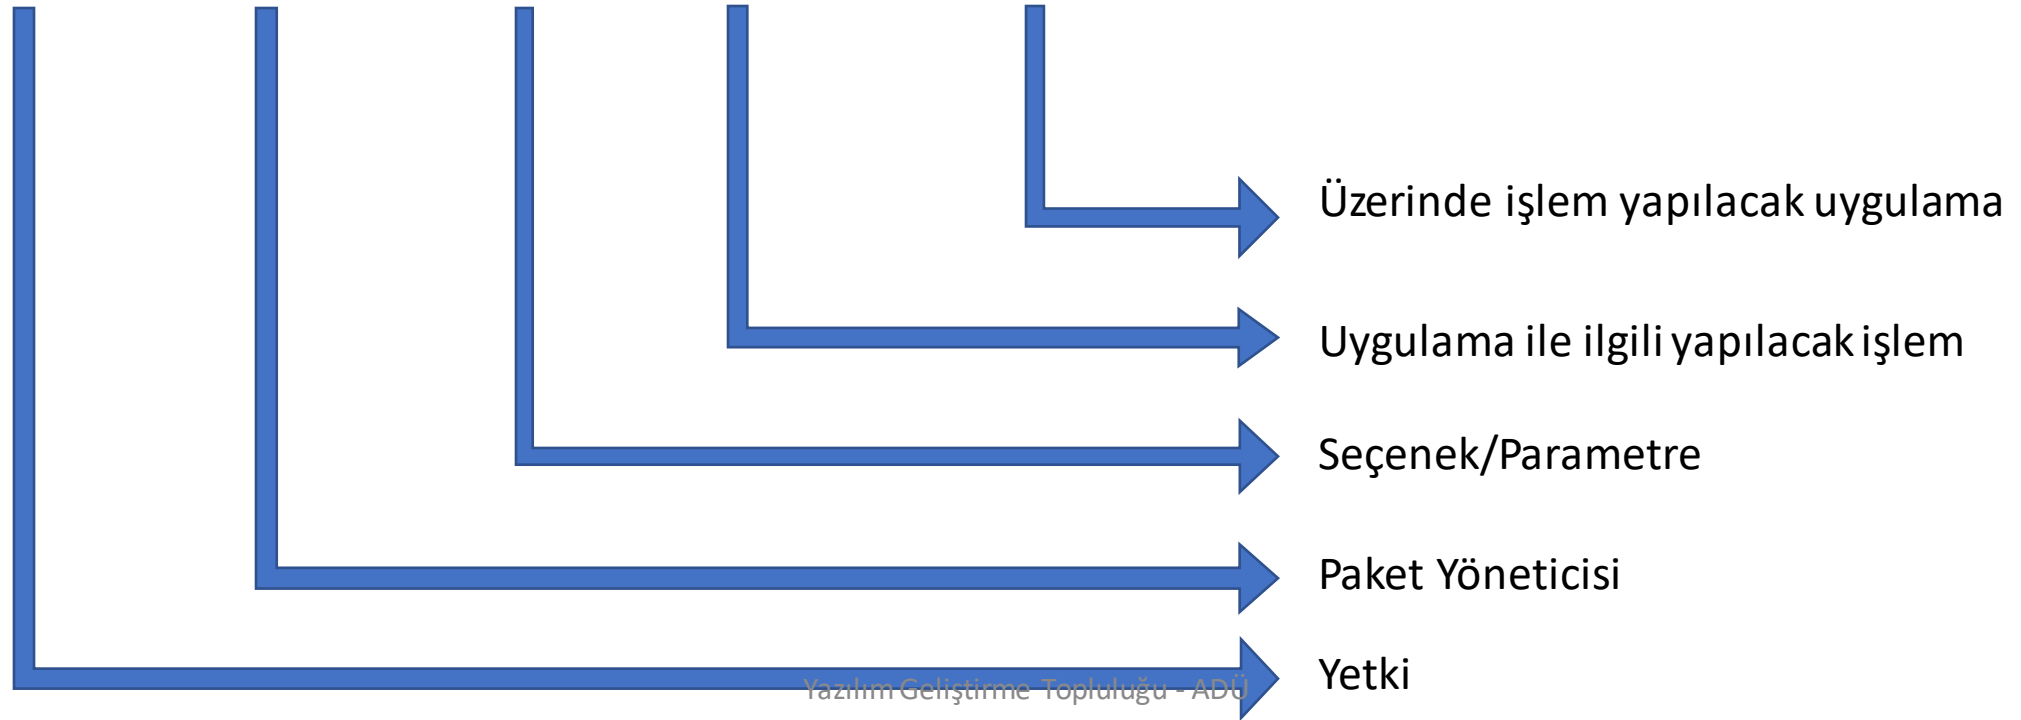 Üzerinde işlem yapılacak uygulama
Uygulama ile ilgili yapılacak işlem
Seçenek/Parametre
Paket Yöneticisi
Yetki
Yazılım Geliştirme Topluluğu - ADÜ